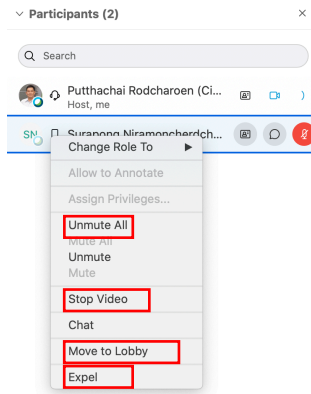 Participants (2)
Search
Putthachai Rodcharoen (Ci...
Host, me
SN
Surapong Niramoncherdch...
Change Role To
Allow to Annotate
Assign Privileges...
Unmute All
Mute All
Unmute
Mute
Stop Video
Chat
Move to Lobby
Expel